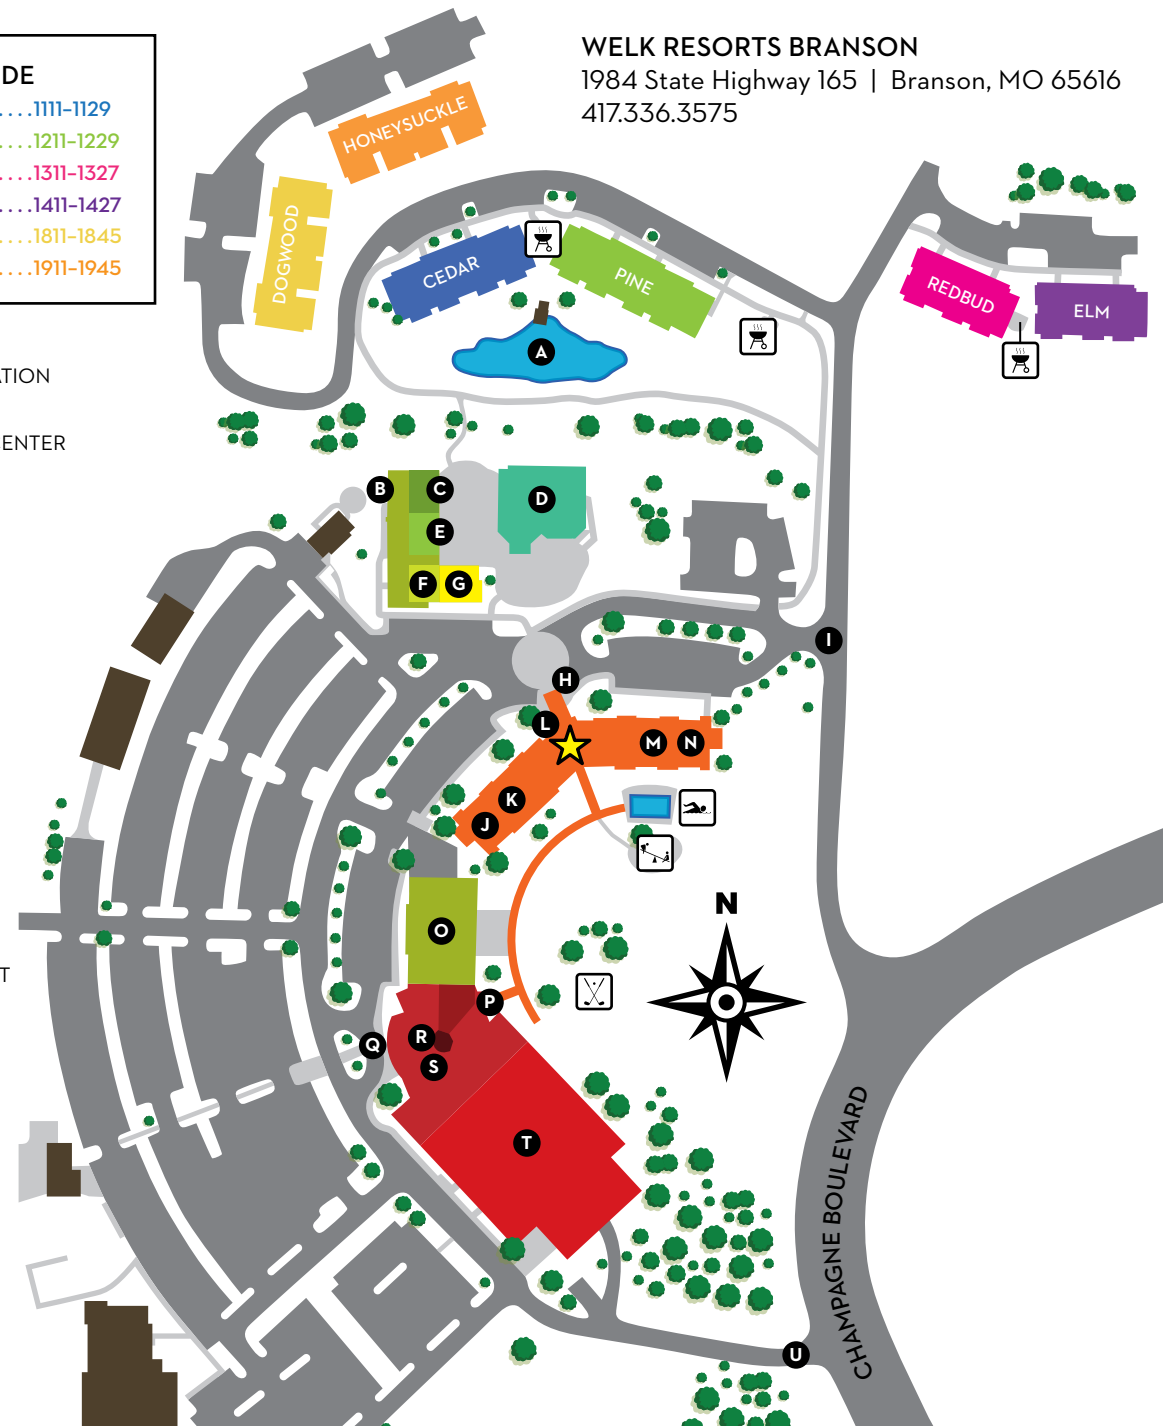 WELK RESORTS BRANSON
1984 State Highway 165 | Branson, MO 65616
417.336.3575
DE
....1111-1129
....1211-1229
....1311-1327
....1411-1427
....1811-1845
....1911-1945
ATION
ENTER
T
HONEYSUCKLE
DOGWOOD
CEDAR
PINE
REDBUD
ELM
A
B
C
D
E
F
G
H
I
L
M
N
K
J
O
P
Q
R
S
T
U
N
CHAMPAGNE BOULEVARD